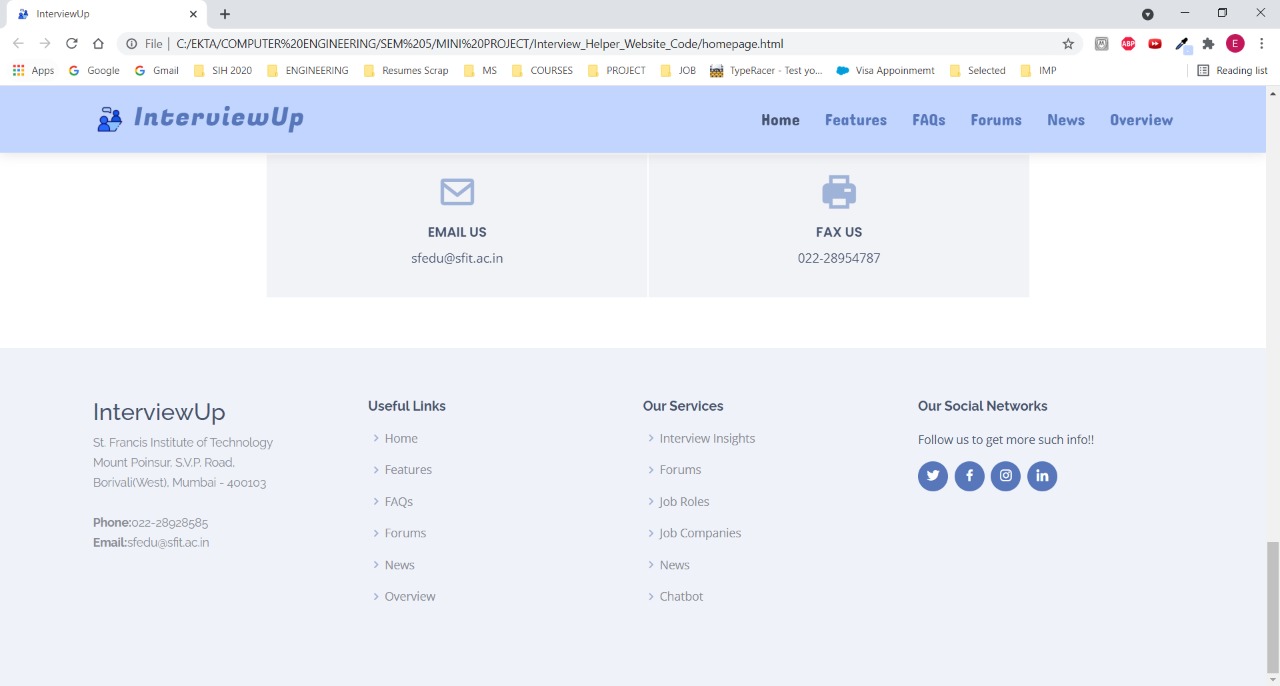 InterviewUp
File
C:/EKTA/COMPUTER%20ENGINEERING/SEM%206/MINI%20PROJECT/Interview_Helper_Website_Code/homepage.html
ABP
E
Apps
Google
Gmail
SIH 2020
ENGINEERING
Resumes Scrap
MS
COURSES
PROJECT
JOB
TypeRacer - Test yo...
Visa Appoinmemt
Selected
IMP
Reading list
InterviewUp
Home
Features
FAQs
Forums
News
Overview
EMAIL US
sfedu@sfit.ac.in
FAX US
022-28954787
InterviewUp
St. Francis Institute of Technology
Mount Poinsur, S.V.P. Road,
Borivali(West), Mumbai - 400103
Phone:022-28928585
Email:sfedu@sfit.ac.in
Useful Links
Home
Features
FAQs
Forums
News
Overview
Our Services
Interview Insights
Forums
Job Roles
Job Companies
News
Chatbot
Our Social Networks
Follow us to get more such info!!